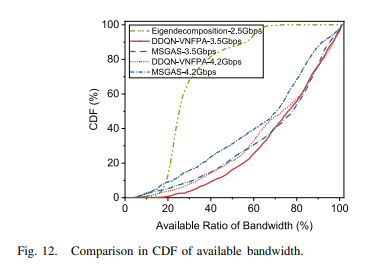 100
80
60
40
20
0
CDF (%)
Eigendecomposition-2.5Gbps
DDQN-VNFPA-3.5Gbps
MSGAS-3.5Gbps
DDQN-VNFPA-4.2Gbps
MSGAS-4.2Gbps
0 20 40 60 80 100
Available Ratio of Bandwidth (%)
Fig. 12. Comparison in CDF of available bandwidth.